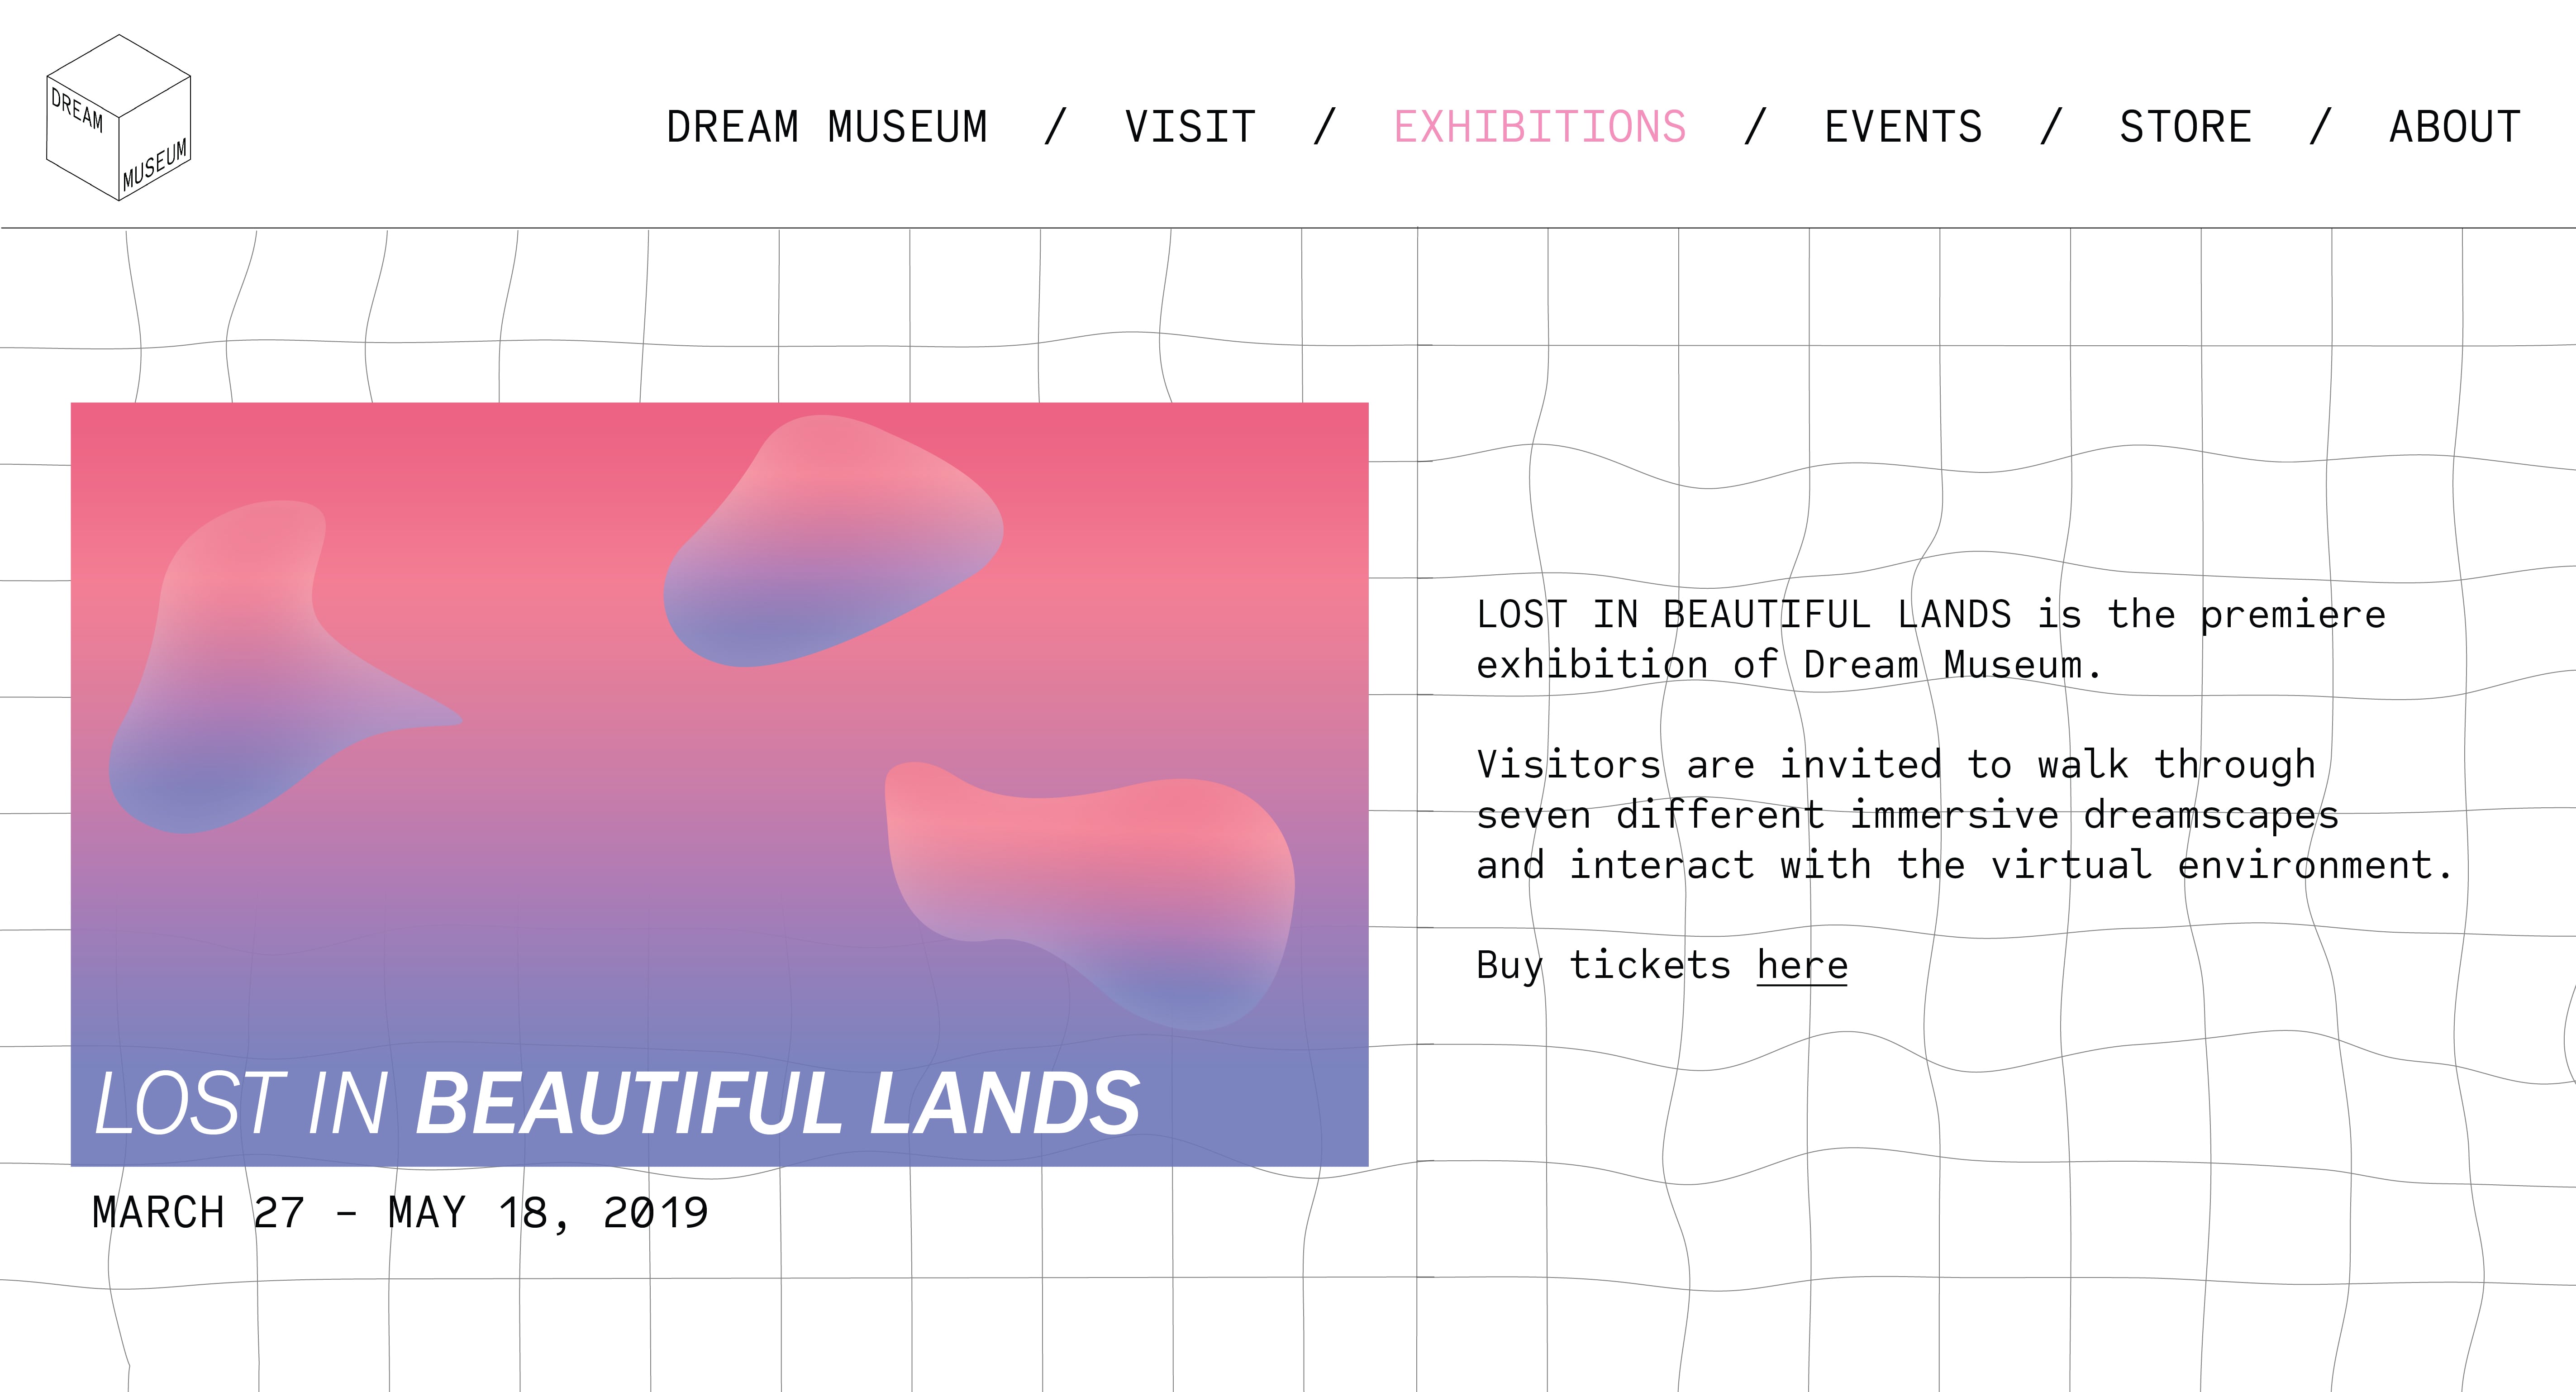 DREAM
MUSEUM
DREAM MUSEUM / VISIT / EXHIBITIONS / EVENTS / STORE / ABOUT
LOST IN BEAUTIFUL LANDS
MARCH 27 – MAY 18, 2019
LOST IN BEAUTIFUL LANDS is the premiere
exhibition of Dream Museum.
Visitors are invited to walk through
seven different immersive dreamscapes
and interact with the virtual environment.
Buy tickets here